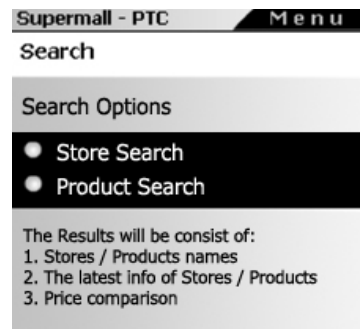 Supermall - PTC Menu
Search
Search Options
Store Search
Product Search
The Results will be consist of:
1. Stores / Products names
2. The latest info of Stores / Products
3. Price comparison